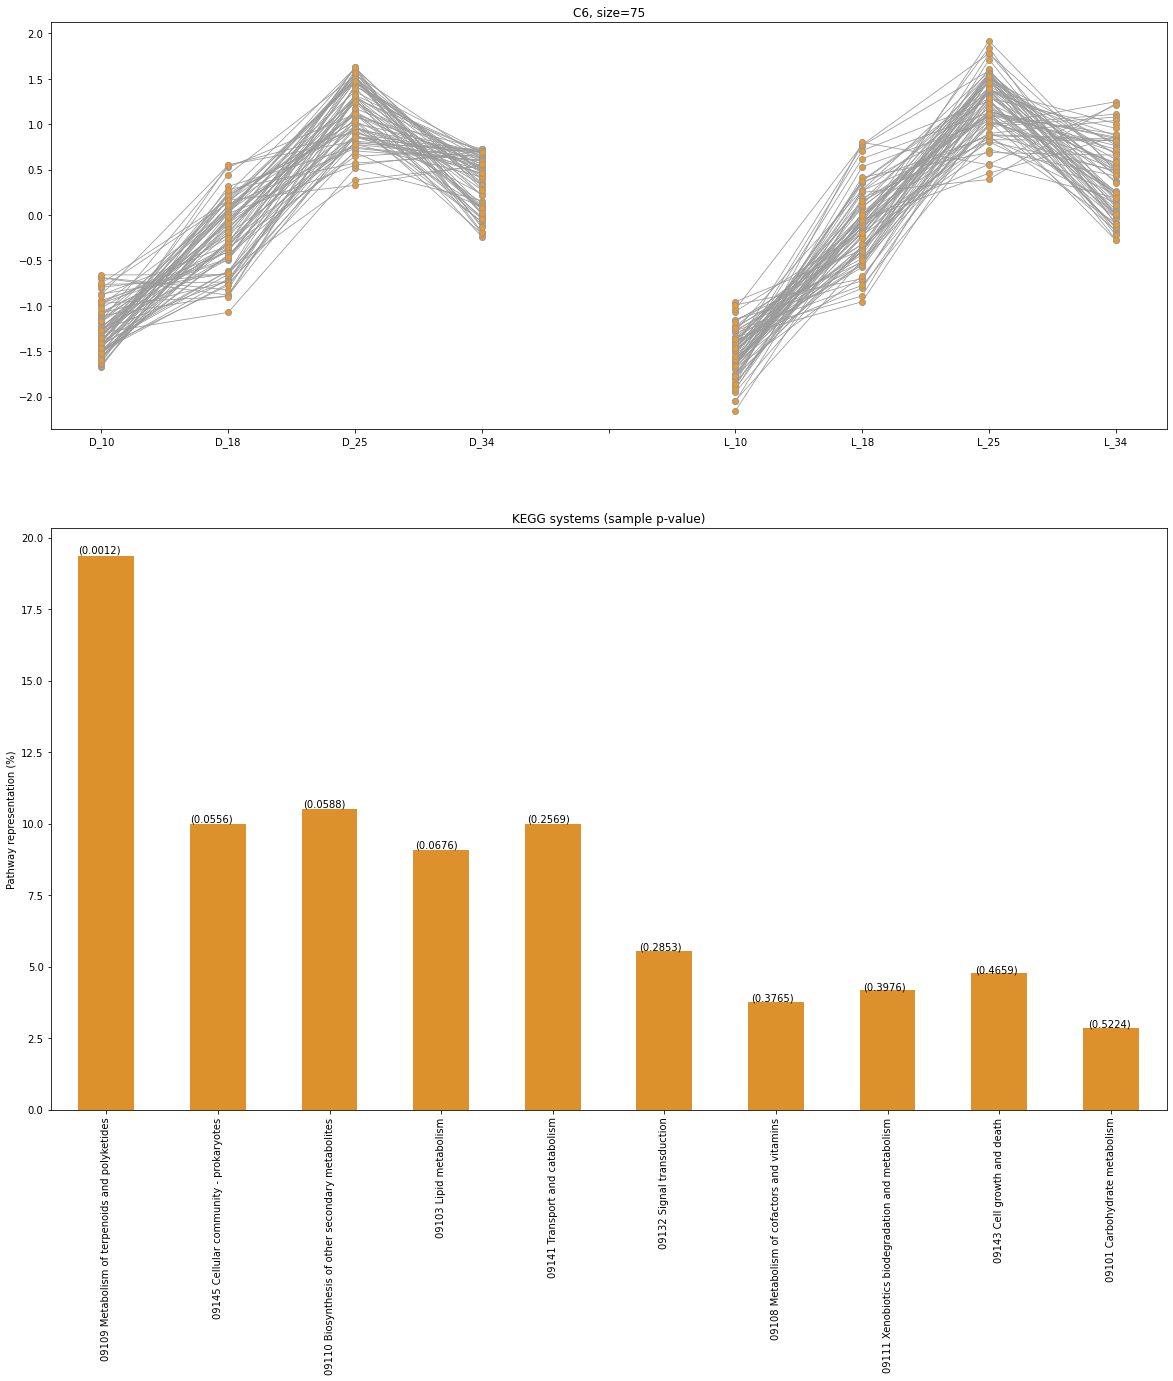 C6, size=75
2.0
1.5
1.0
0.5
0.0
−0.5
−1.0
−1.5
−2.0
D_10 D_18 D_25 D_34 L_10 L_18 L_25 L_34
KEGG systems (sample p-value)
Pathway representation (%)
20.0
17.5
15.0
12.5
10.0
7.5
5.0
2.5
0.0
(0.0012)
(0.0556)
(0.0588)
(0.0676)
(0.2569)
(0.2853)
(0.3765)
(0.3976)
(0.4659)
(0.5224)
09109 Metabolism of terpenoids and polyketides
09145 Cellular community - prokaryotes
09110 Biosynthesis of other secondary metabolites
09103 Lipid metabolism
09141 Transport and catabolism
09132 Signal transduction
09108 Metabolism of cofactors and vitamins
09111 Xenobiotics biodegradation and metabolism
09143 Cell growth and death
09101 Carbohydrate metabolism